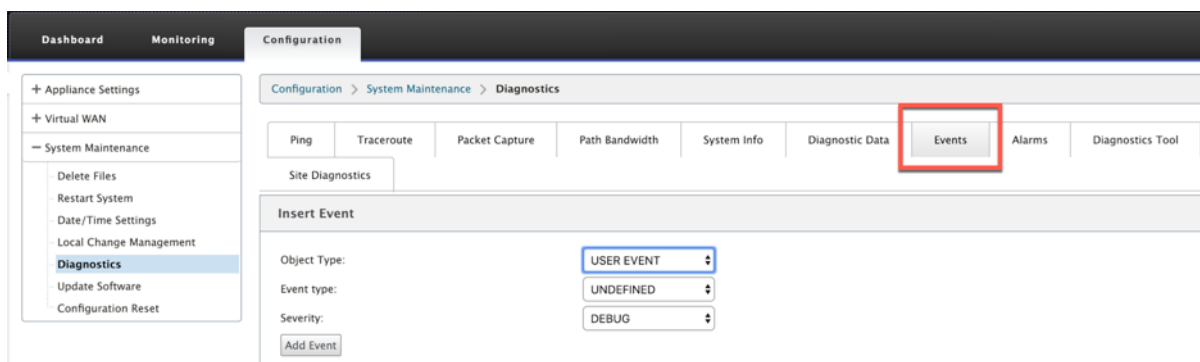 Dashboard Monitoring Configuration
+ Appliance Settings
+ Virtual WAN
− System Maintenance
Delete Files
Restart System
Date/Time Settings
Local Change Management
Diagnostics
Update Software
Configuration Reset
Configuration > System Maintenance > Diagnostics
Ping Traceroute Packet Capture Path Bandwidth System Info Diagnostic Data Events Alarms Diagnostics Tool
Site Diagnostics
Insert Event
Object Type: USER EVENT
Event type: UNDEFINED
Severity: DEBUG
Add Event